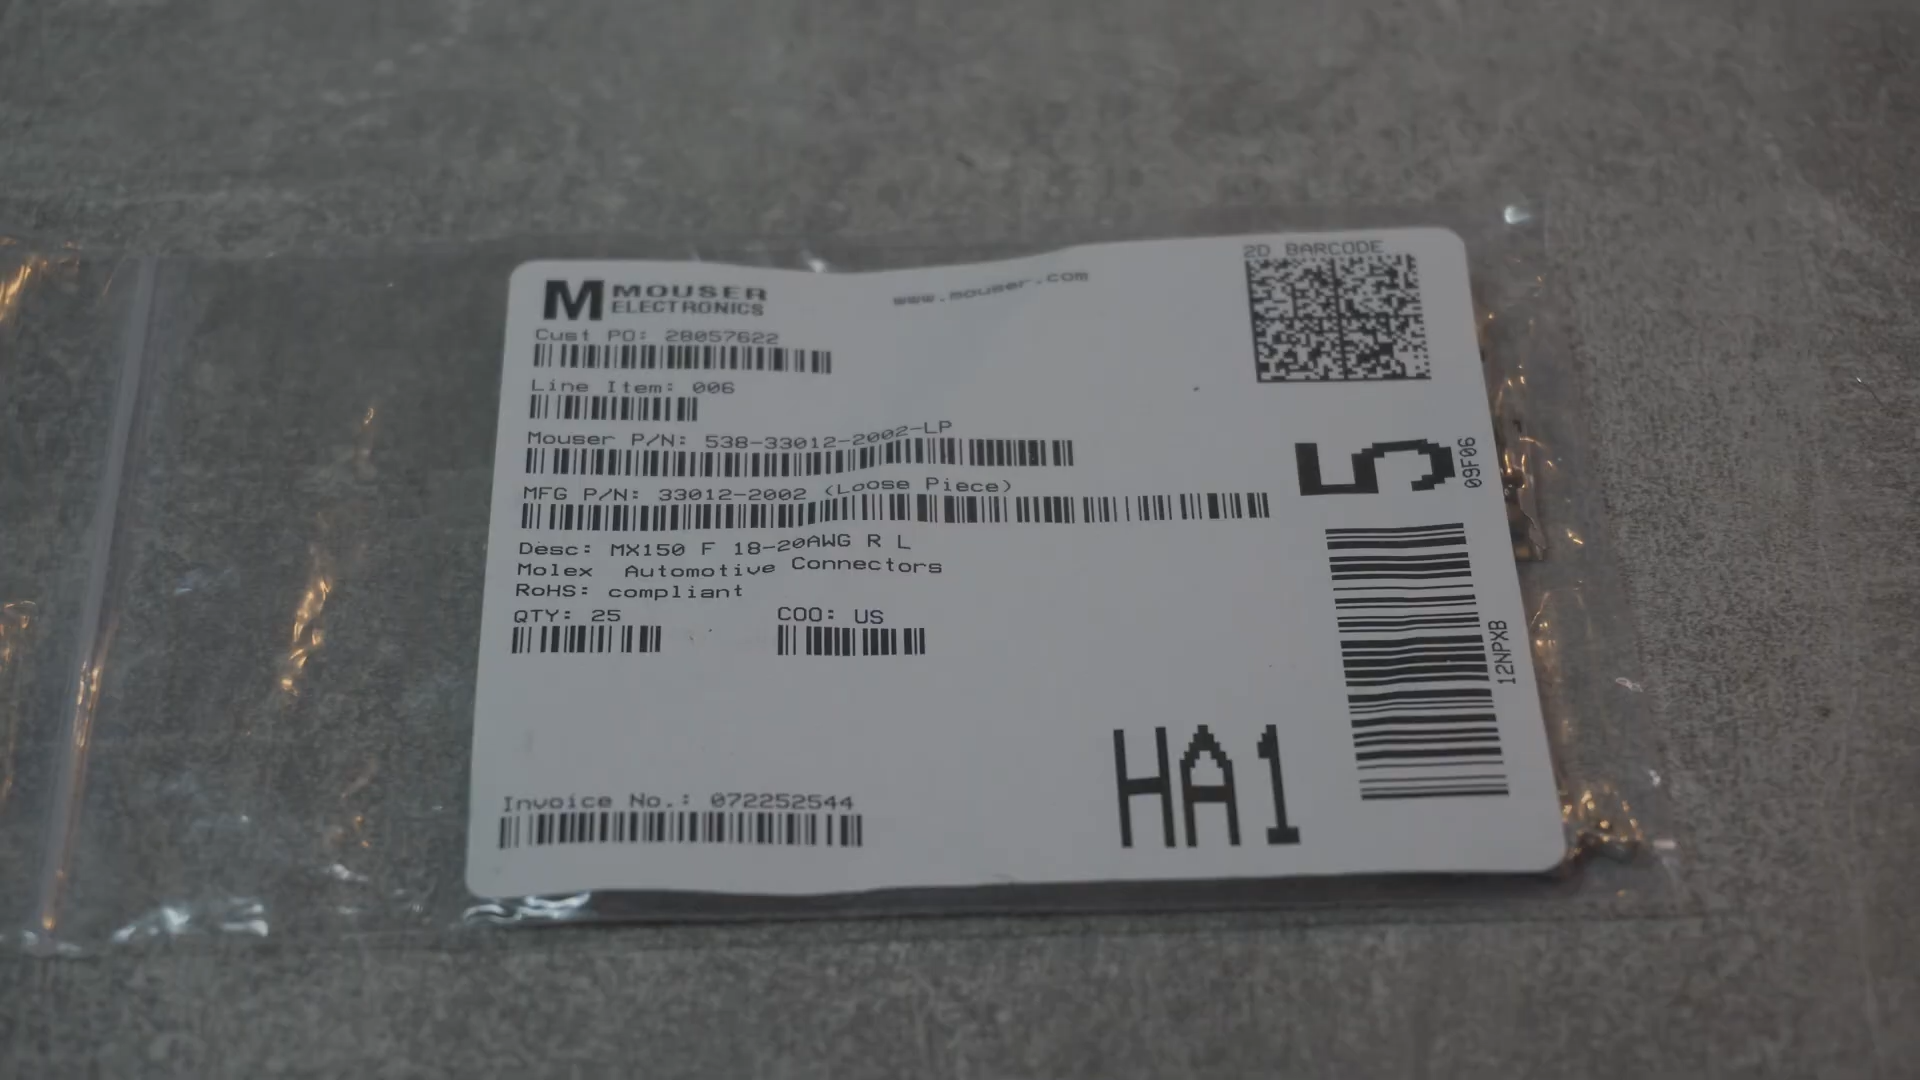 MOUSER
ELECTRONICS
www.mouser.com
2D BARCODE
Cust PO: 28057622
Line Item: 006
Mouser P/N: 538-33012-2002-LP
MFG P/N: 33012-2002 (Loose Piece)
Desc: MX150 F 18-20AWG R L
Molex Automotive Connectors
RoHS: compliant
QTY: 25 COO: US
5
09F06
12NPXB
HA1
Invoice No.: 072252544